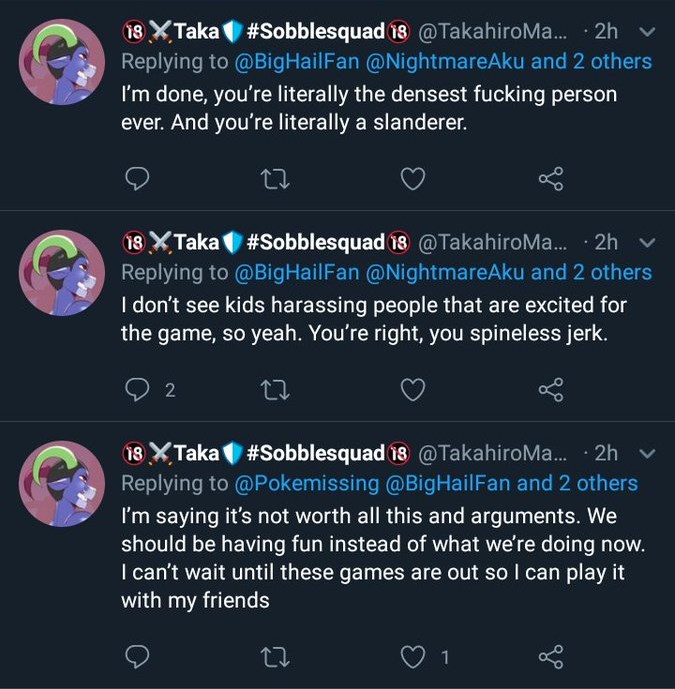 🔞⚔️Taka🛡️#Sobblesquad🔞 @TakahiroMa... · 2h
Replying to @BigHailFan @NightmareAku and 2 others
I'm done, you're literally the densest fucking person
ever. And you're literally a slanderer.
🔞⚔️Taka🛡️#Sobblesquad🔞 @TakahiroMa... · 2h
Replying to @BigHailFan @NightmareAku and 2 others
I don't see kids harassing people that are excited for
the game, so yeah. You're right, you spineless jerk.
2
🔞⚔️Taka🛡️#Sobblesquad🔞 @TakahiroMa... · 2h
Replying to @Pokemissing @BigHailFan and 2 others
I'm saying it's not worth all this and arguments. We
should be having fun instead of what we're doing now.
I can't wait until these games are out so I can play it
with my friends
1